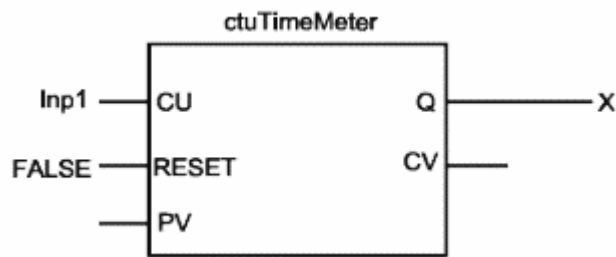 ctuTimeMeter
Inp1 CU Q X
FALSE RESET CV
PV